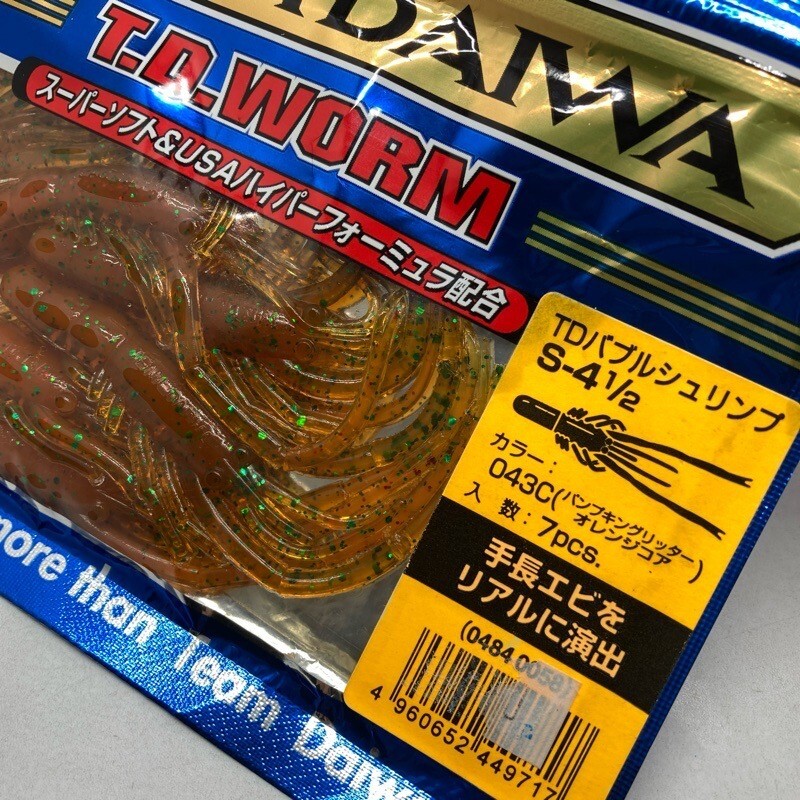 DAIWA
T.D.WORM
スーパーソフト&USAハイパーフォーミュラ配合
TDバブルシュリンプ
S-4 1/2
カラー:
043C(パンプキングリッター
オレンジコア)
入 数:7pcs.
手長エビを
リアルに演出
(0484 0058)
4 960652 449717
more than Team Daiwa